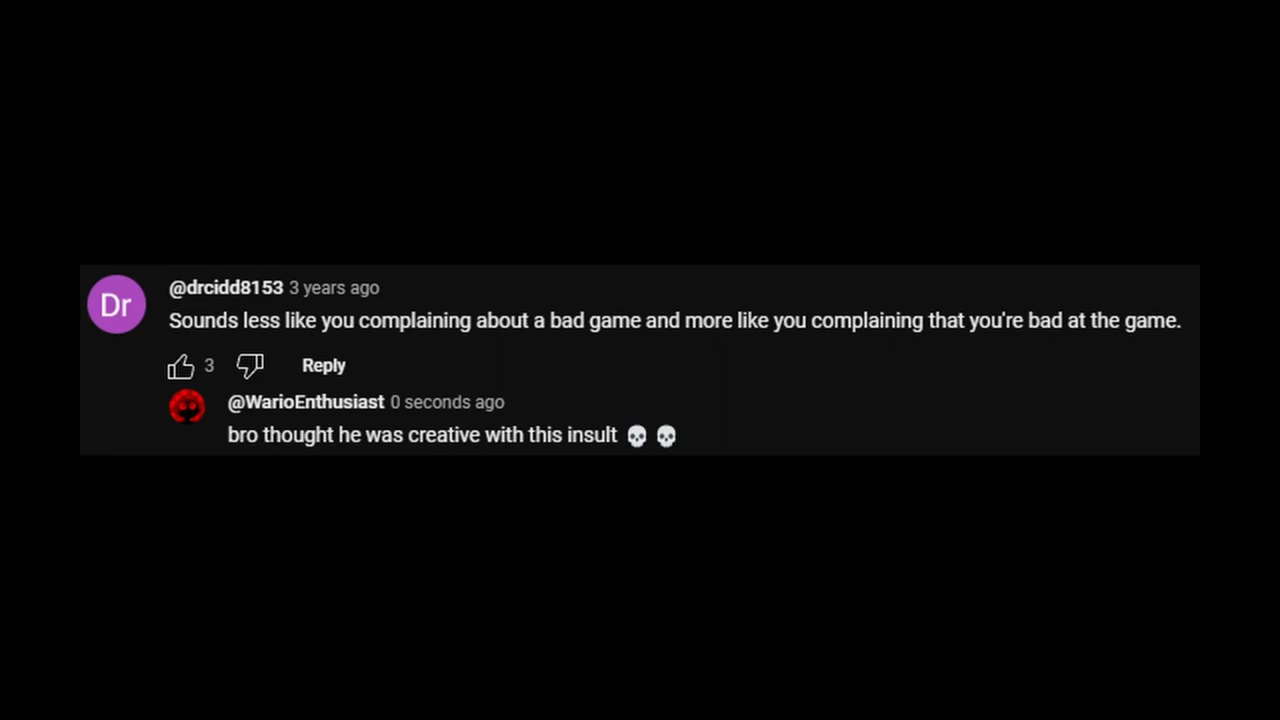 Dr
@drcidd8153 3 years ago
Sounds less like you complaining about a bad game and more like you complaining that you're bad at the game.
3 Reply
@WarioEnthusiast 0 seconds ago
bro thought he was creative with this insult 💀 💀